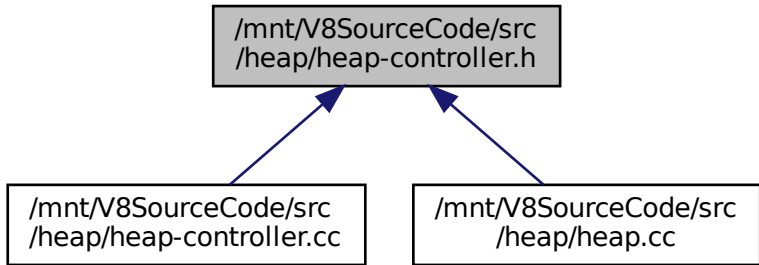 /mnt/V8SourceCode/src
/heap/heap-controller.h
/mnt/V8SourceCode/src
/heap/heap-controller.cc
/mnt/V8SourceCode/src
/heap/heap.cc